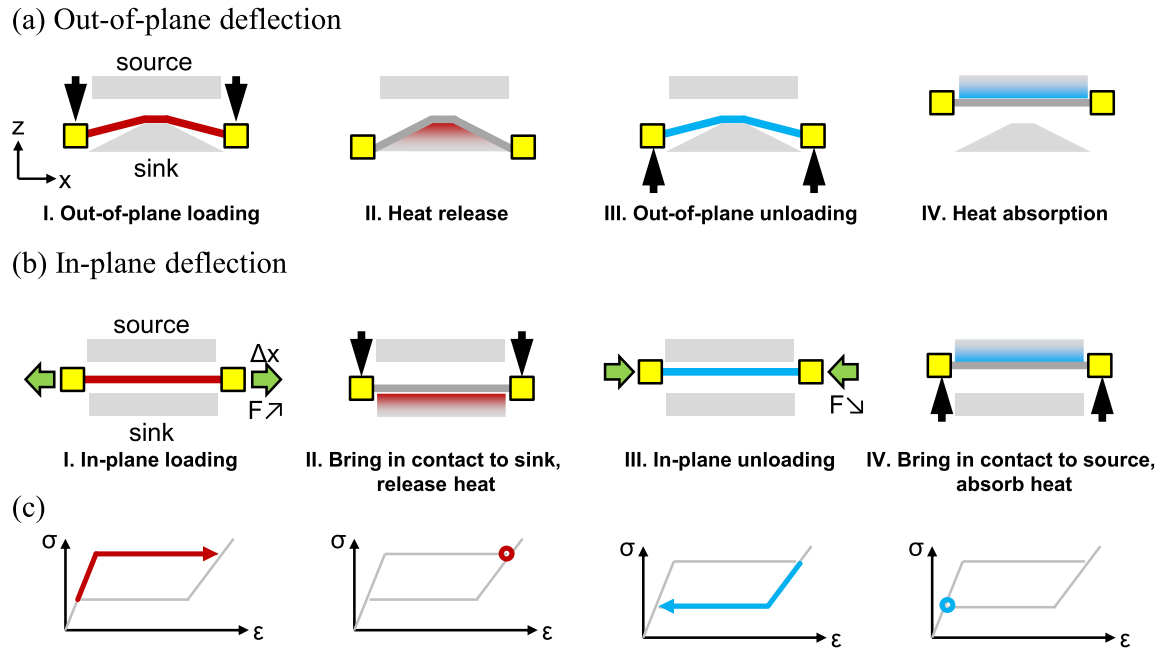 (a) Out-of-plane deflection
source
z
x
sink
I. Out-of-plane loading
II. Heat release
III. Out-of-plane unloading
IV. Heat absorption
(b) In-plane deflection
source
Δx
F↗
sink
F↘
I. In-plane loading
II. Bring in contact to sink,
release heat
III. In-plane unloading
IV. Bring in contact to source,
absorb heat
(c)
σ
ε
σ
ε
σ
ε
σ
ε